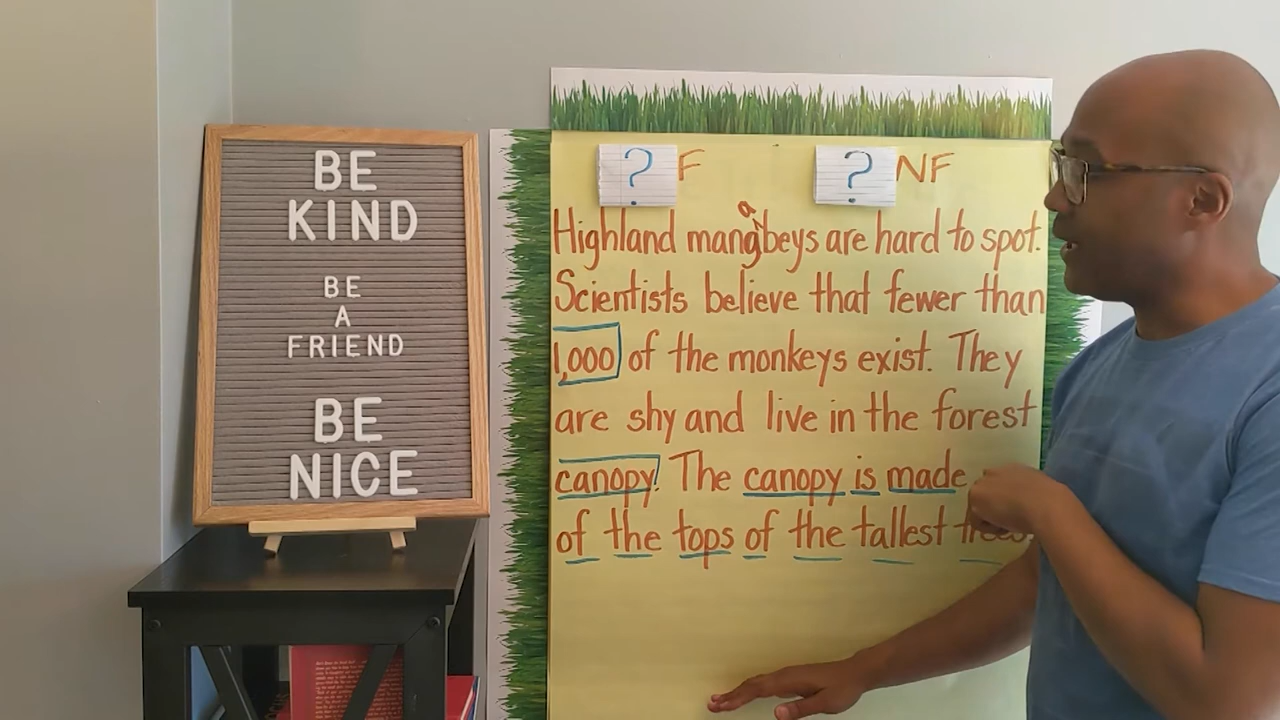 BE
KIND
BE
A
FRIEND
BE
NICE
? F ? NF
Highland mangabeys are hard to spot.
Scientists believe that fewer than
1,000 of the monkeys exist. They
are shy and live in the forest
canopy. The canopy is made
of the tops of the tallest trees